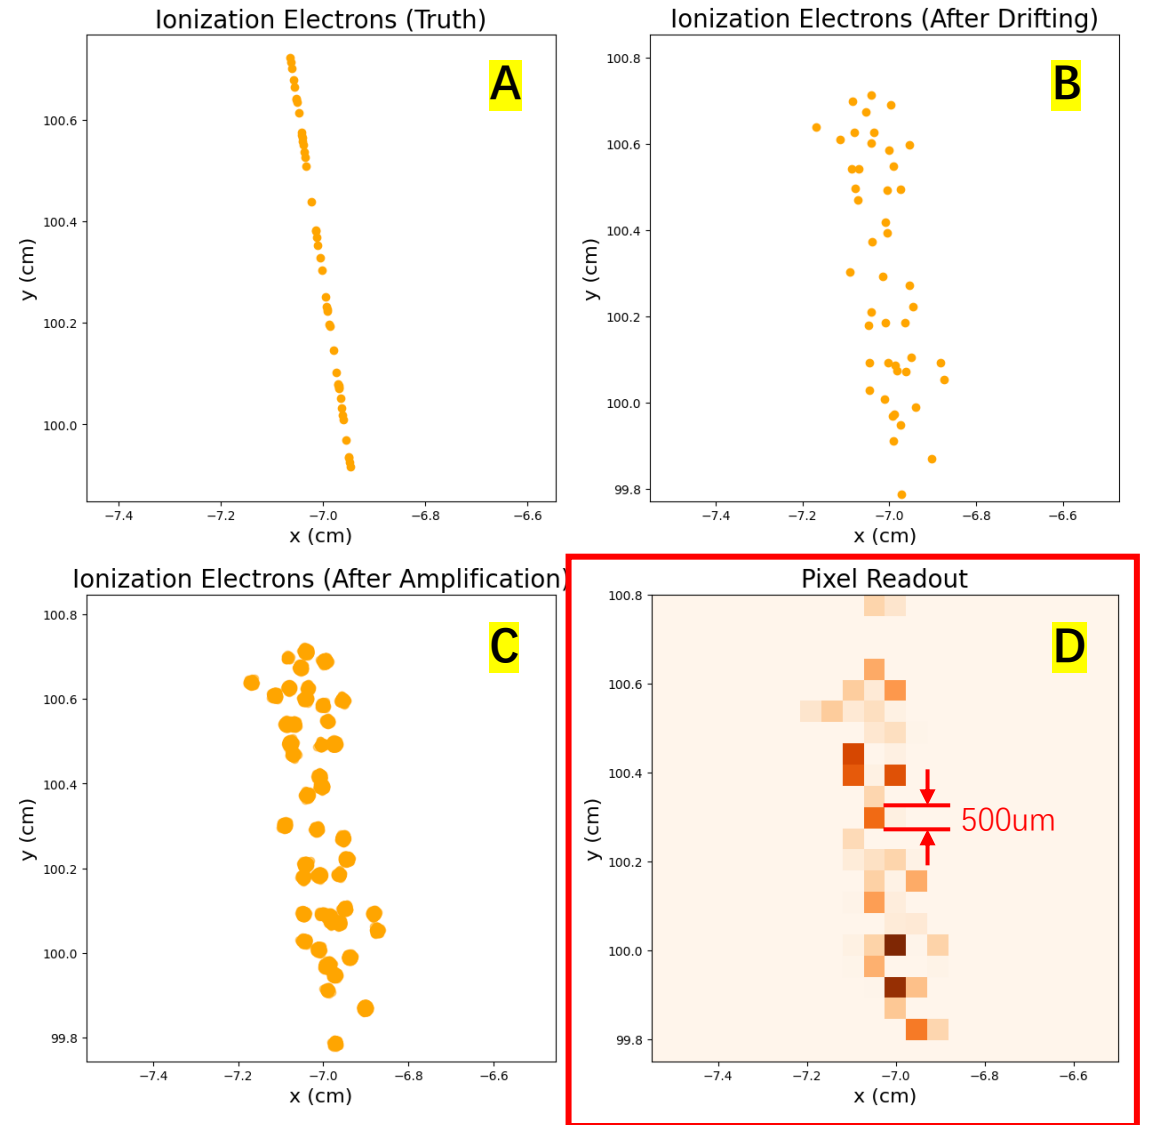 Ionization Electrons (Truth)
A
y (cm)
100.6
100.4
100.2
100.0
−7.4 −7.2 −7.0 −6.8 −6.6
x (cm)
Ionization Electrons (After Drifting)
B
y (cm)
100.8
100.6
100.4
100.2
100.0
99.8
−7.4 −7.2 −7.0 −6.8 −6.6
x (cm)
Ionization Electrons (After Amplification)
C
y (cm)
100.8
100.6
100.4
100.2
100.0
99.8
−7.4 −7.2 −7.0 −6.8 −6.6
x (cm)
Pixel Readout
D
y (cm)
100.8
100.6
100.4
100.2
100.0
99.8
500um
−7.4 −7.2 −7.0 −6.8 −6.6
x (cm)